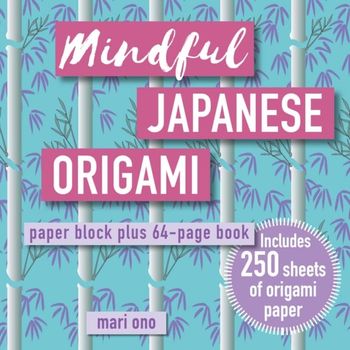 Mindful
JAPANESE
ORIGAMI
paper block plus 64-page book
Includes
250 sheets
of origami
paper
mari ono